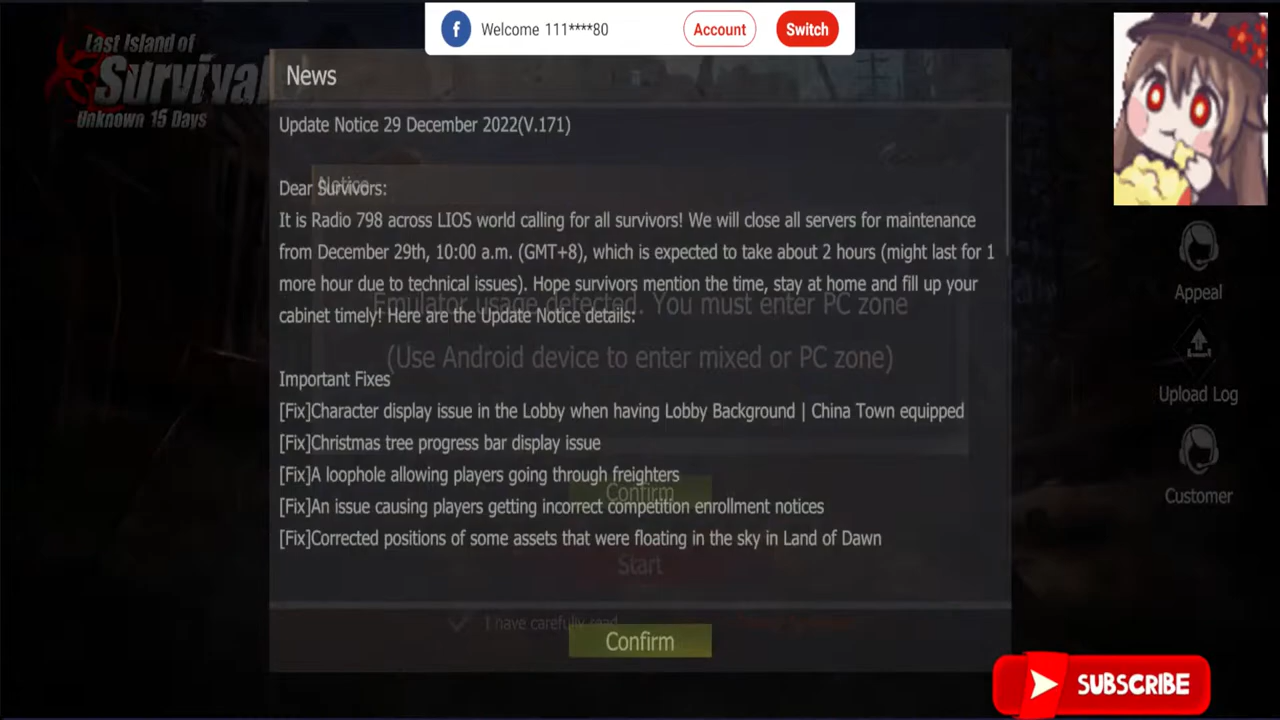 Welcome 111****80
Account
Switch
Last Island of
Survival
Unknown 15 Days
News
Update Notice 29 December 2022(V.171)
Notice
Dear Survivors:
It is Radio 798 across LIOS world calling for all survivors! We will close all servers for maintenance
from December 29th, 10:00 a.m. (GMT+8), which is expected to take about 2 hours (might last for 1
more hour due to technical issues). Hope survivors mention the time, stay at home and fill up your
Emulator usage detected. You must enter PC zone
cabinet timely! Here are the Update Notice details:
(Use Android device to enter mixed or PC zone)
Important Fixes
[Fix]Character display issue in the Lobby when having Lobby Background | China Town equipped
[Fix]Christmas tree progress bar display issue
[Fix]A loophole allowing players going through freighters
Confirm
[Fix]An issue causing players getting incorrect competition enrollment notices
[Fix]Corrected positions of some assets that were floating in the sky in Land of Dawn
Start
I have carefully read
Confirm
Appeal
Upload Log
Customer
SUBSCRIBE